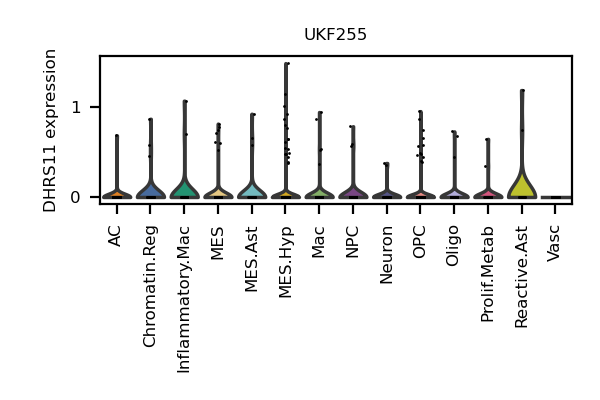 UKF255
DHRS11 expression
1
0
AC
Chromatin.Reg
Inflammatory.Mac
MES
MES.Ast
MES.Hyp
Mac
NPC
Neuron
OPC
Oligo
Prolif.Metab
Reactive.Ast
Vasc